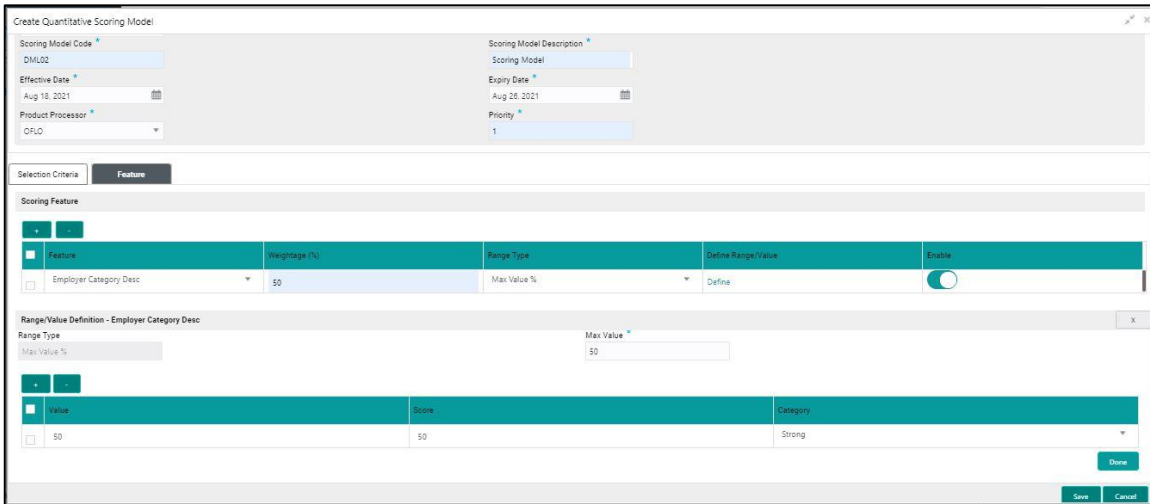 Create Quantitative Scoring Model
Scoring Model Code *
Scoring Model Description *
DML02
Scoring Model
Effective Date *
Expiry Date *
Aug 18, 2021
Aug 26, 2021
Product Processor *
Priority *
OFLO
1
Selection Criteria
Feature
Scoring Feature
+ -
Feature Weightage (%) Range Type Define Range/Value Enable
Employer Category Desc 50 Max Value % Define
Range/Value Definition - Employer Category Desc X
Range Type Max Value *
Max Value % 50
+ -
Value Score Category
50 50 Strong
Done
Save Cancel